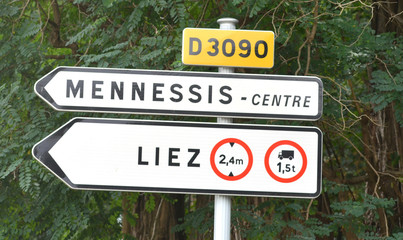 D3090
MENNESSIS - CENTRE
LIEZ 2,4m 1,5t